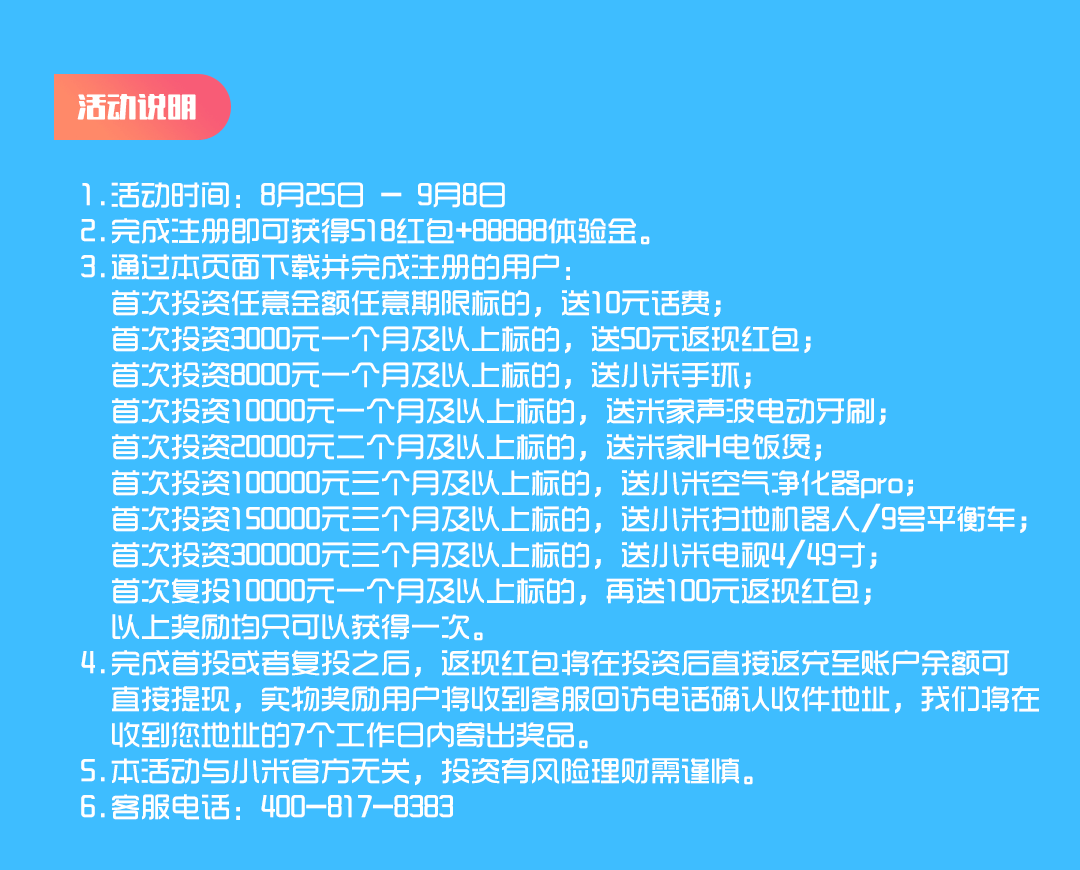 活动说明
1.活动时间：8月25日 - 9月8日
2.完成注册即可获得518红包+88888体验金。
3.通过本页面下载并完成注册的用户：
首次投资任意金额任意期限标的，送10元话费；
首次投资3000元一个月及以上标的，送50元返现红包；
首次投资8000元一个月及以上标的，送小米手环；
首次投资10000元一个月及以上标的，送米家声波电动牙刷；
首次投资20000元二个月及以上标的，送米家IH电饭煲；
首次投资100000元三个月及以上标的，送小米空气净化器pro；
首次投资150000元三个月及以上标的，送小米扫地机器人/9号平衡车；
首次投资300000元三个月及以上标的，送小米电视4/49寸；
首次复投10000元一个月及以上标的，再送100元返现红包；
以上奖励均只可以获得一次。
4.完成首投或者复投之后，返现红包将在投资后直接返充至账户余额可
直接提现，实物奖励用户将收到客服回访电话确认收件地址，我们将在
收到您地址的7个工作日内寄出奖品。
5.本活动与小米官方无关，投资有风险理财需谨慎。
6.客服电话：400-817-8383